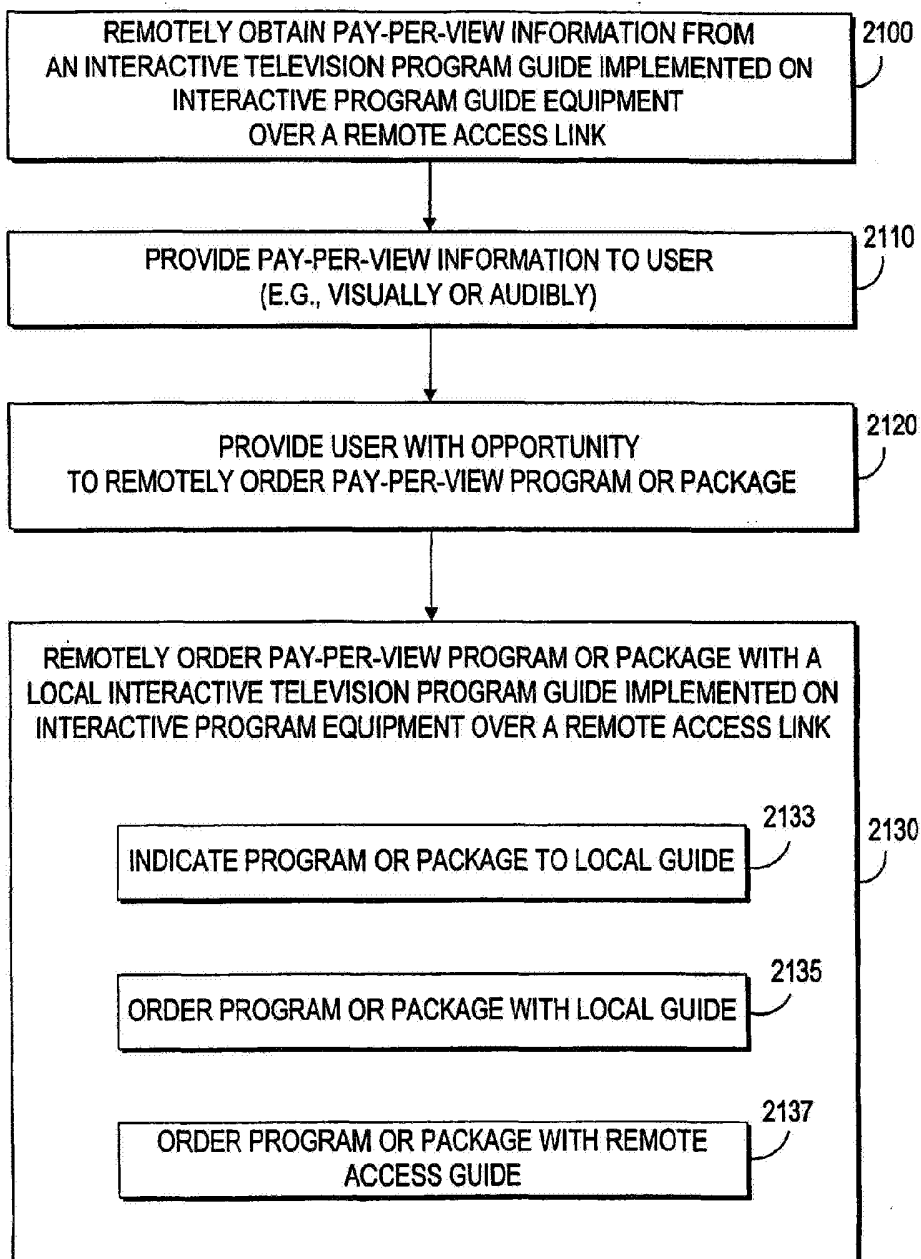 REMOTELY OBTAIN PAY-PER-VIEW INFORMATION FROM
AN INTERACTIVE TELEVISION PROGRAM GUIDE IMPLEMENTED ON
INTERACTIVE PROGRAM GUIDE EQUIPMENT
OVER A REMOTE ACCESS LINK
2100
PROVIDE PAY-PER-VIEW INFORMATION TO USER
(E.G., VISUALLY OR AUDIBLY)
2110
PROVIDE USER WITH OPPORTUNITY
TO REMOTELY ORDER PAY-PER-VIEW PROGRAM OR PACKAGE
2120
REMOTELY ORDER PAY-PER-VIEW PROGRAM OR PACKAGE WITH A
LOCAL INTERACTIVE TELEVISION PROGRAM GUIDE IMPLEMENTED ON
INTERACTIVE PROGRAM EQUIPMENT OVER A REMOTE ACCESS LINK
2130
2133
INDICATE PROGRAM OR PACKAGE TO LOCAL GUIDE
2135
ORDER PROGRAM OR PACKAGE WITH LOCAL GUIDE
2137
ORDER PROGRAM OR PACKAGE WITH REMOTE
ACCESS GUIDE